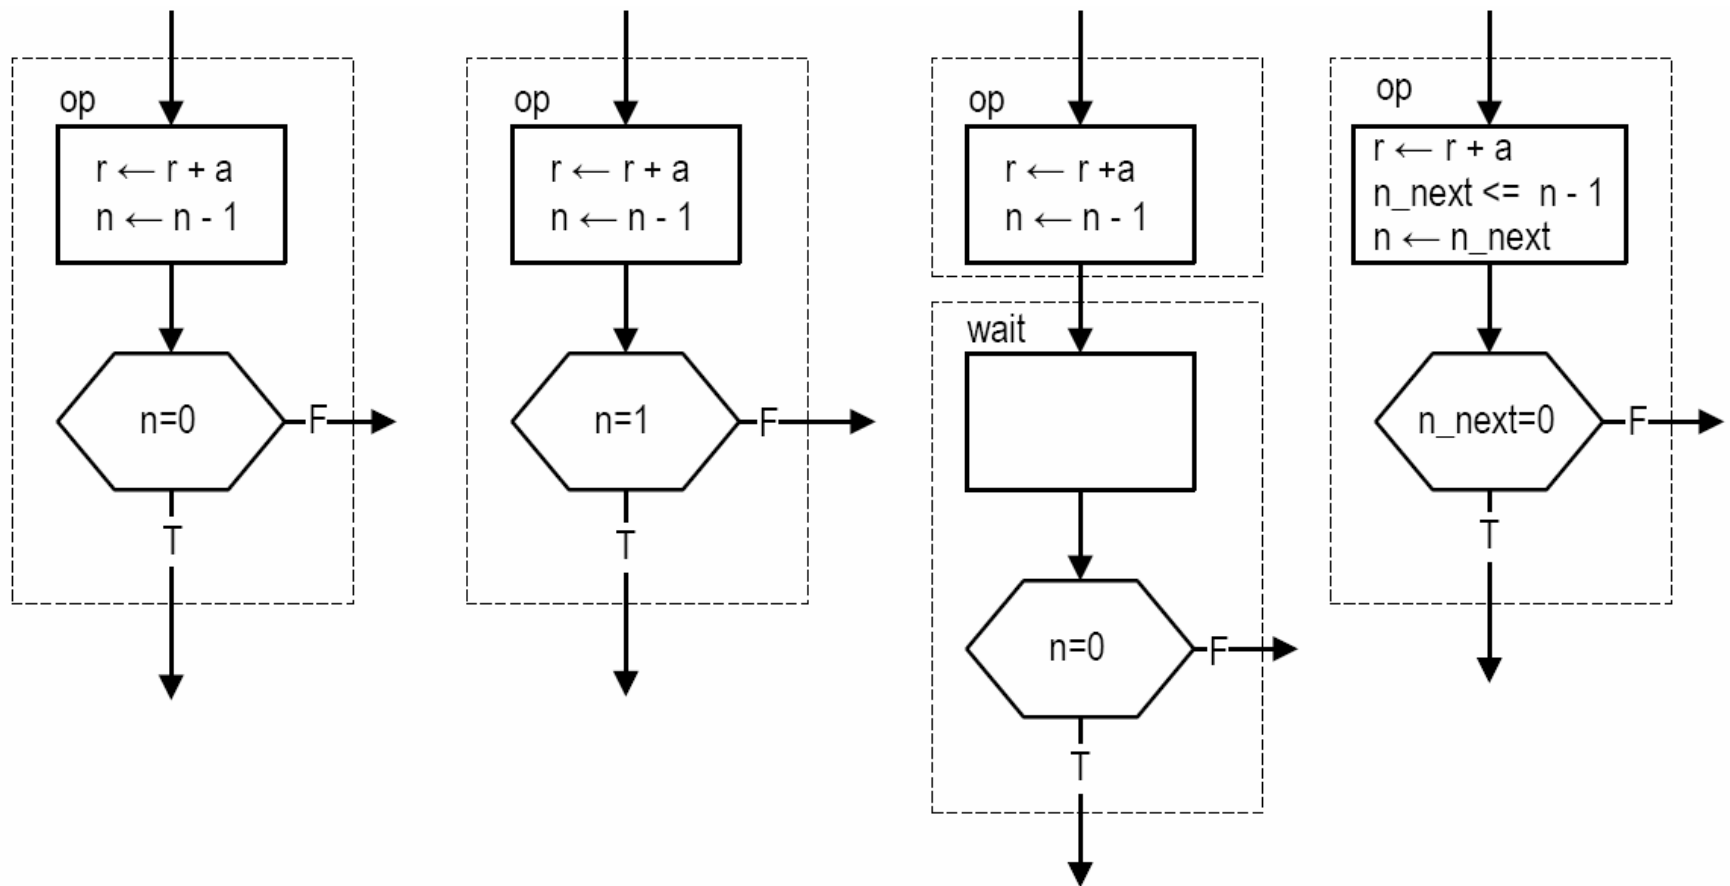 op
r ← r + a
n ← n - 1
n=0
F
T
op
r ← r + a
n ← n - 1
n=1
F
T
op
r ← r +a
n ← n - 1
wait
n=0
F
T
op
r ← r + a
n_next <= n - 1
n ← n_next
n_next=0
F
T